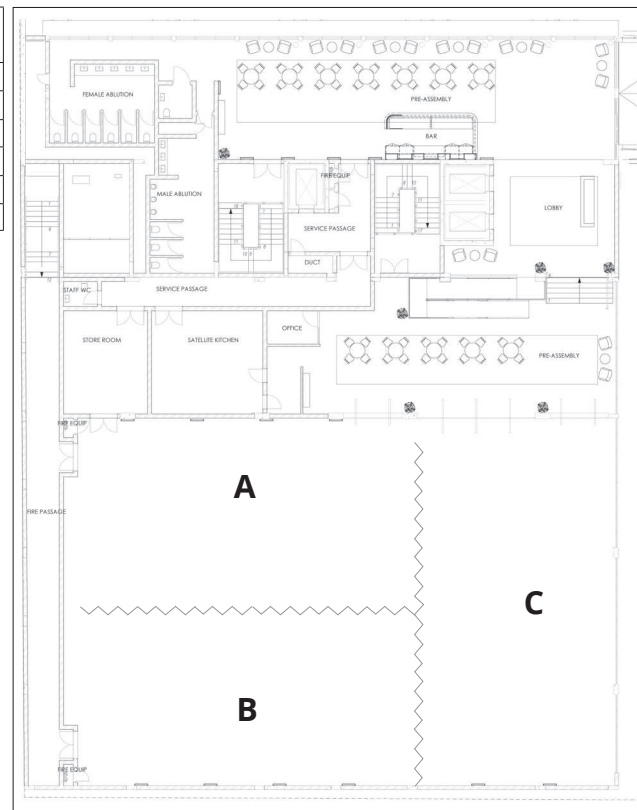 FEMALE ABLUTION
PRE-ASSEMBLY
BAR
FIRE EQUIP
MALE ABLUTION
SERVICE PASSAGE
LOBBY
DUCT
STAFF WC
SERVICE PASSAGE
STORE ROOM
SATELLITE KITCHEN
OFFICE
PRE-ASSEMBLY
FIRE EQUIP
A
FIRE PASSAGE
C
B
FIRE EQUIP